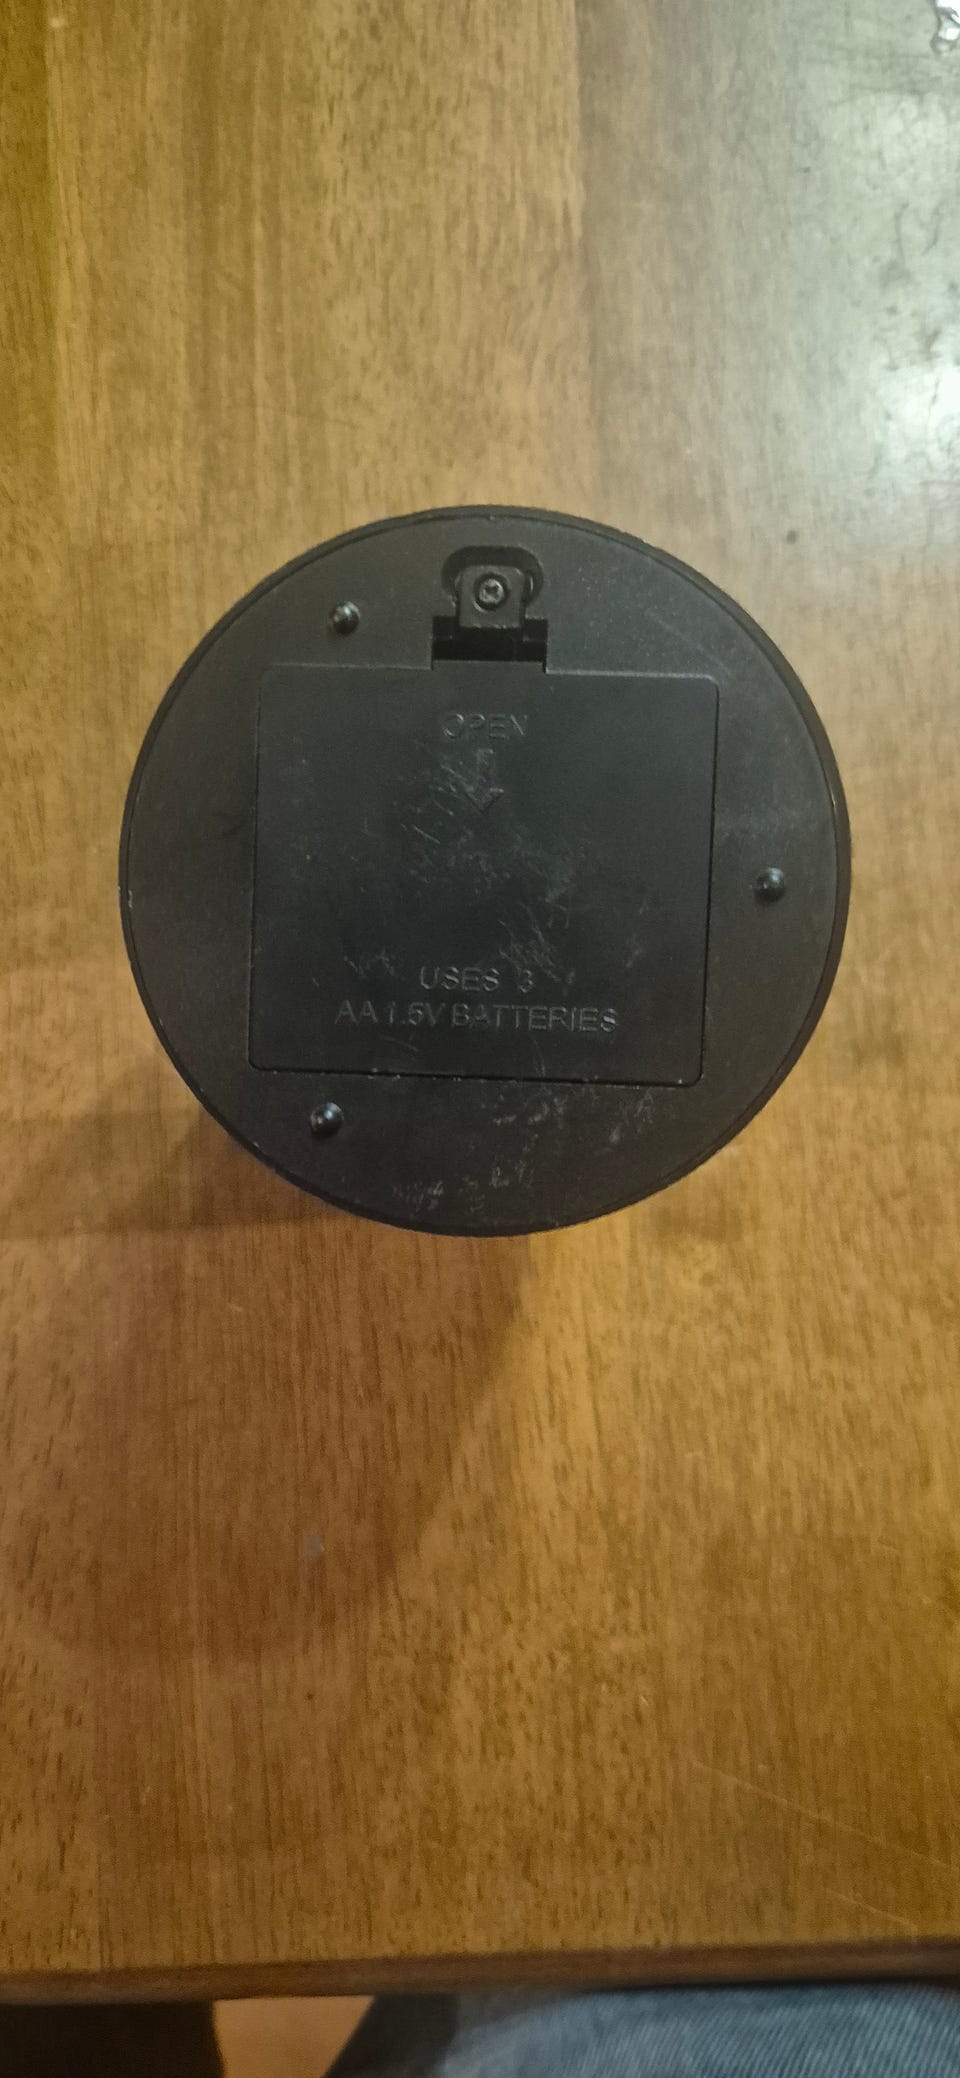 OPEN
USES 3
AA 1.5V BATTERIES